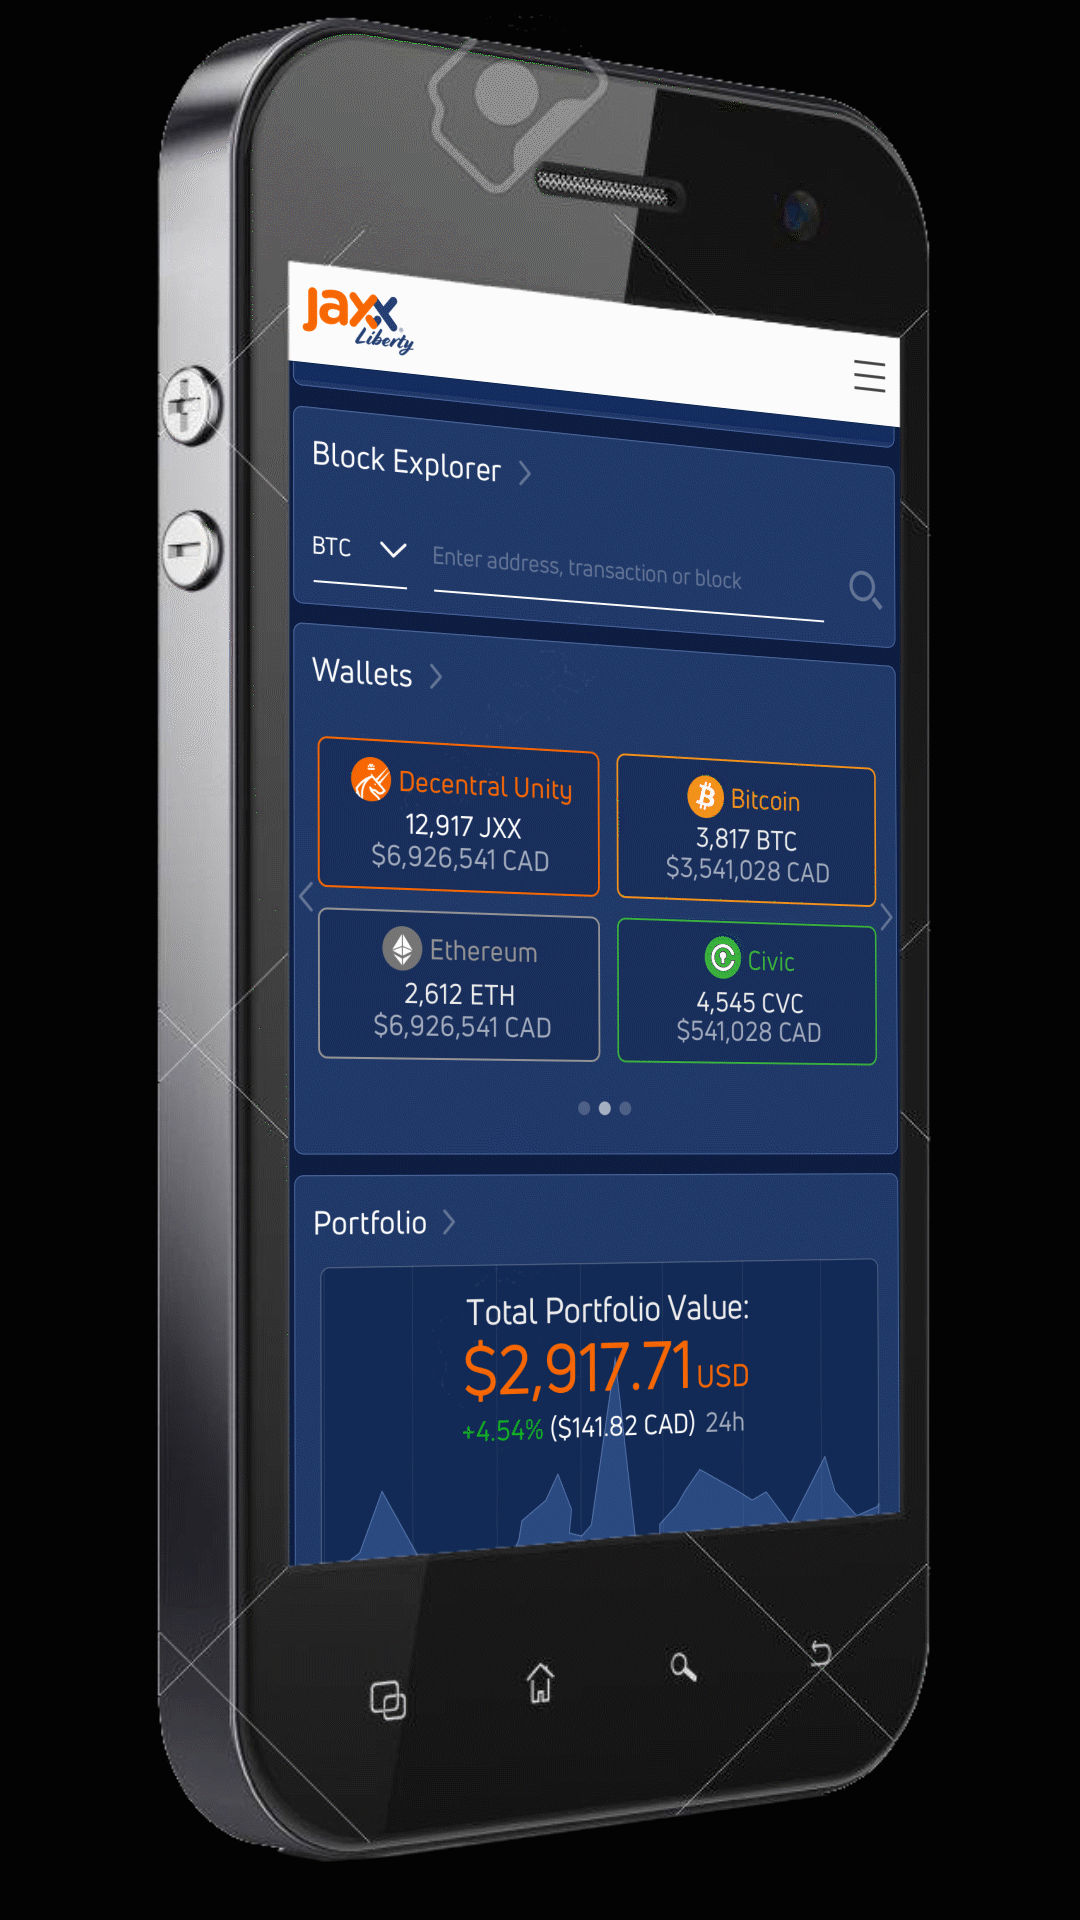 Jaxx
Liberty
Block Explorer
BTC
Enter address, transaction or block
Wallets
Decentral Unity
12,917 JXX
$6,926,541 CAD
Bitcoin
3,817 BTC
$3,541,028 CAD
Ethereum
2,612 ETH
$6,926,541 CAD
Civic
4,545 CVC
$541,028 CAD
Portfolio
Total Portfolio Value:
$2,917.71 USD
+4.54% ($141.82 CAD) 24h